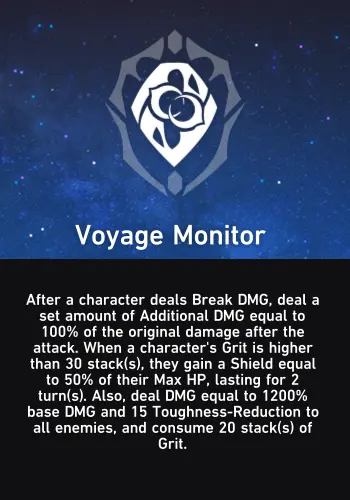 Voyage Monitor
After a character deals Break DMG, deal a
set amount of Additional DMG equal to
100% of the original damage after the
attack. When a character's Grit is higher
than 30 stack(s), they gain a Shield equal
to 50% of their Max HP, lasting for 2
turn(s). Also, deal DMG equal to 1200%
base DMG and 15 Toughness-Reduction to
all enemies, and consume 20 stack(s) of
Grit.